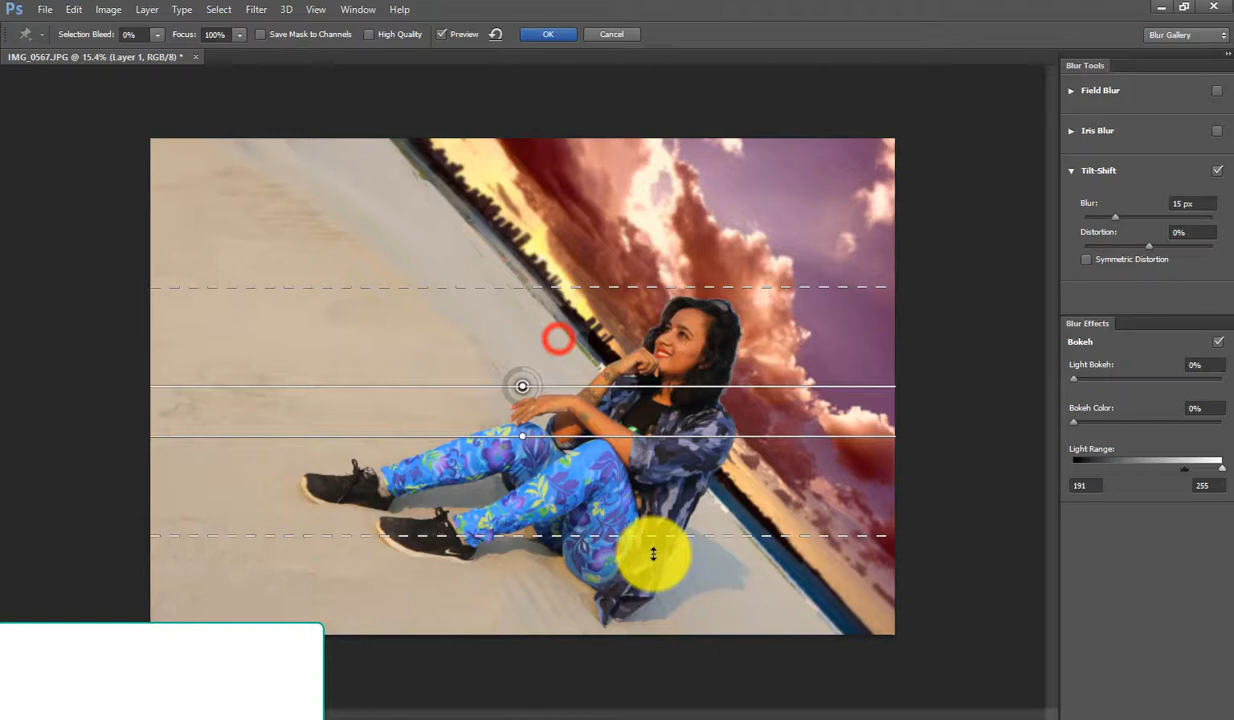 Ps File Edit Image Layer Type Select Filter 3D View Window Help
Selection Bleed: 0% Focus: 100% Save Mask to Channels High Quality Preview OK Cancel Blur Gallery
IMG_0567.JPG @ 15.4% (Layer 1, RGB/8) * ×
Blur Tools
Field Blur
Iris Blur
Tilt-Shift
Blur: 15 px
Distortion: 0%
Symmetric Distortion
Blur Effects
Bokeh
Light Bokeh: 0%
Bokeh Color: 0%
Light Range:
191 255